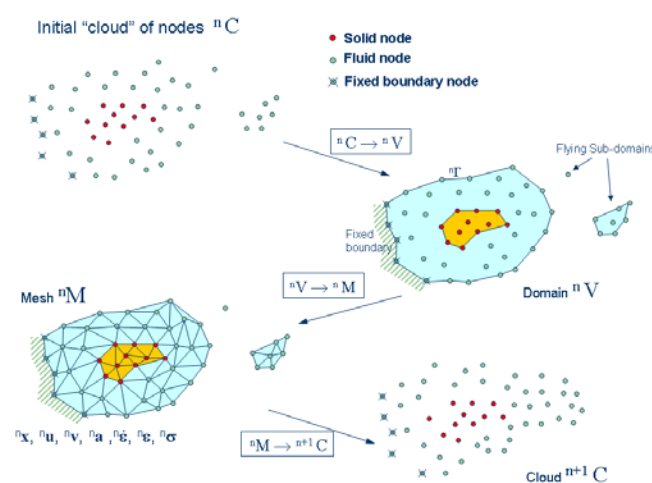 Initial "cloud" of nodes ⁿC
Solid node
Fluid node
Fixed boundary node
ⁿC → ⁿV
ⁿΓ
Flying Sub-domains
Fixed
boundary
ⁿV → ⁿM
Domain ⁿV
Mesh ⁿM
ⁿx, ⁿu, ⁿv, ⁿa , ⁿε̇, ⁿε, ⁿσ
ⁿM → ⁿ⁺¹C
Cloud ⁿ⁺¹C